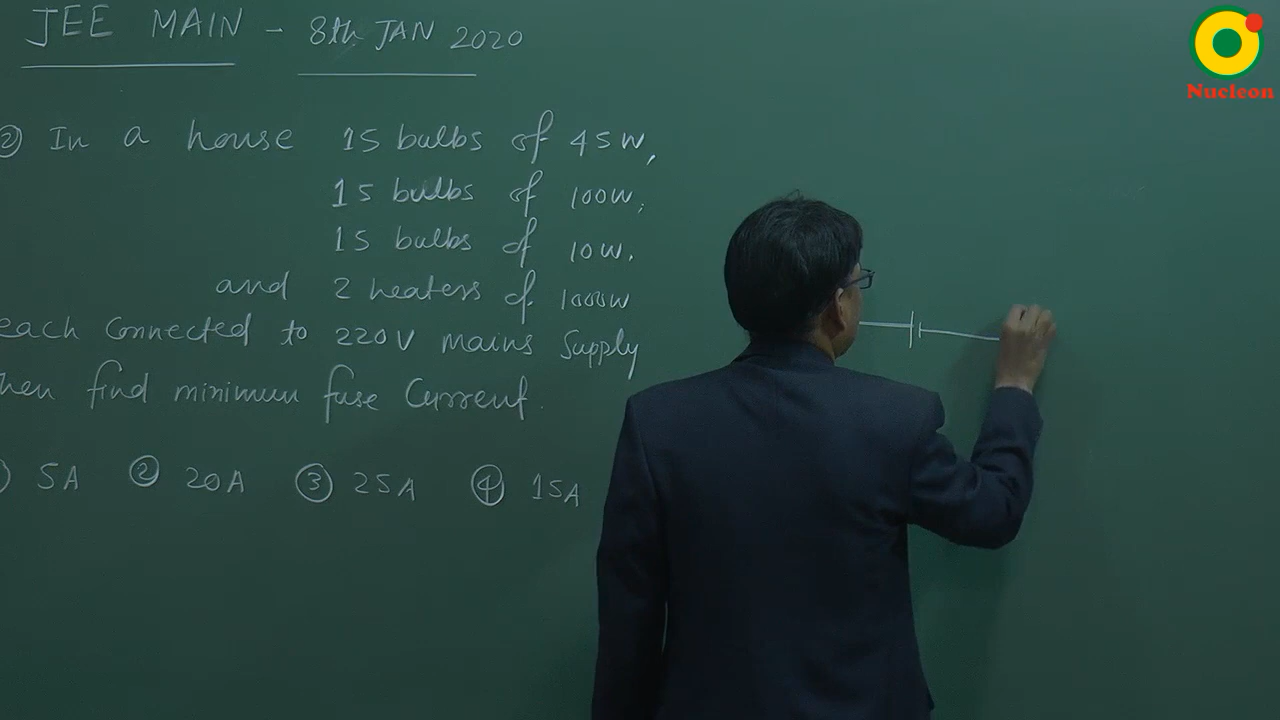 JEE MAIN - 8th JAN 2020
Nucleon
② In a house 15 bulbs of 45W,
15 bulbs of 100W,
15 bulbs of 10W.
and 2 heaters of 1000W
each Connected to 220V mains Supply
hen find minimum fuse Current.
) 5A ② 20A ③ 25A ④ 15A